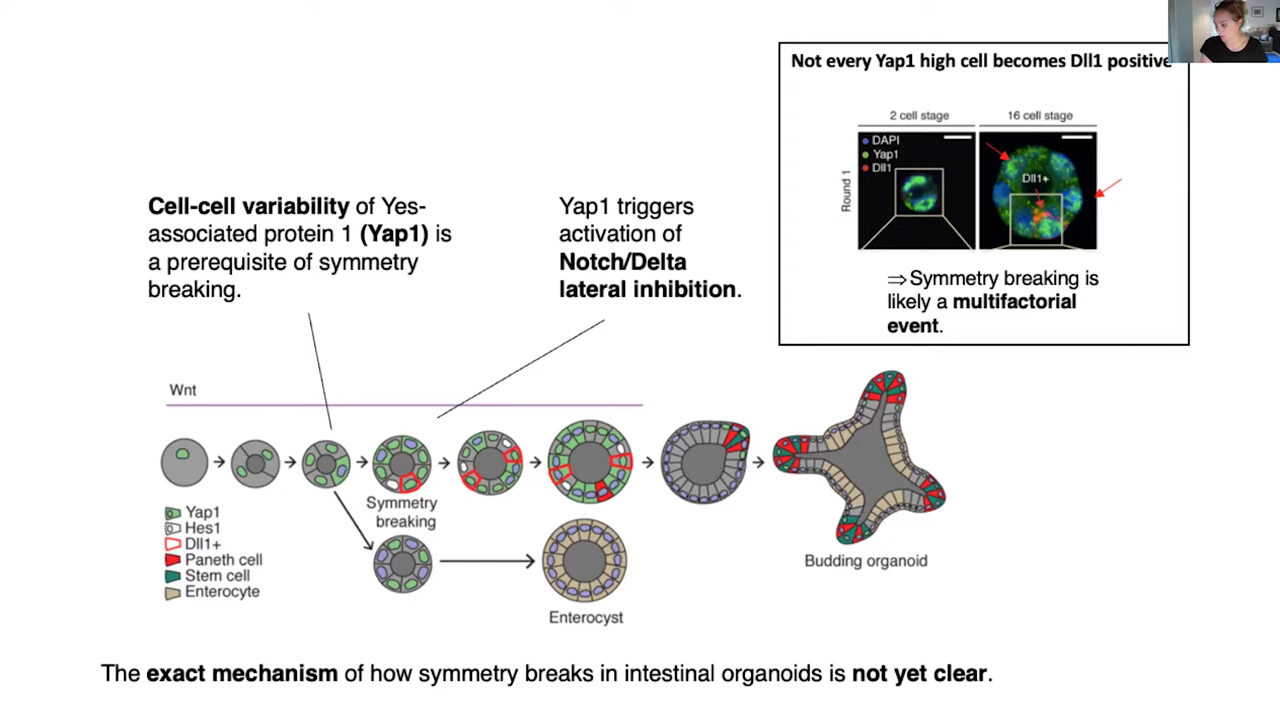 Not every Yap1 high cell becomes Dll1 positive
2 cell stage
16 cell stage
DAPI
Yap1
Dll1
Dll1+
Round 1
⇒ Symmetry breaking is
likely a multifactorial
event.
Cell-cell variability of Yes-
associated protein 1 (Yap1) is
a prerequisite of symmetry
breaking.
Yap1 triggers
activation of
Notch/Delta
lateral inhibition.
Wnt
Symmetry
breaking
Yap1
Hes1
Dll1+
Paneth cell
Stem cell
Enterocyte
Enterocyst
Budding organoid
The exact mechanism of how symmetry breaks in intestinal organoids is not yet clear.